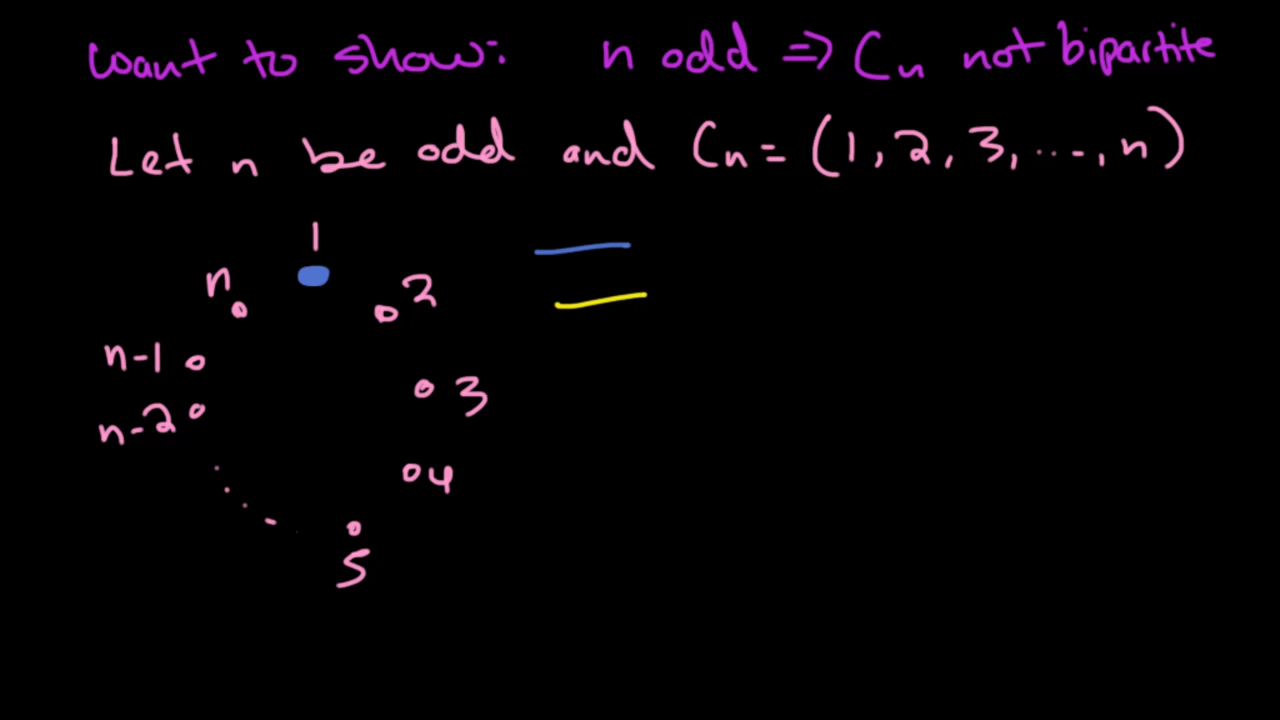 want to show: n odd ⇒ Cn not bipartite
Let n be odd and Cn = (1, 2, 3, ..., n)
1
n
2
n-1
3
n-2
4
5